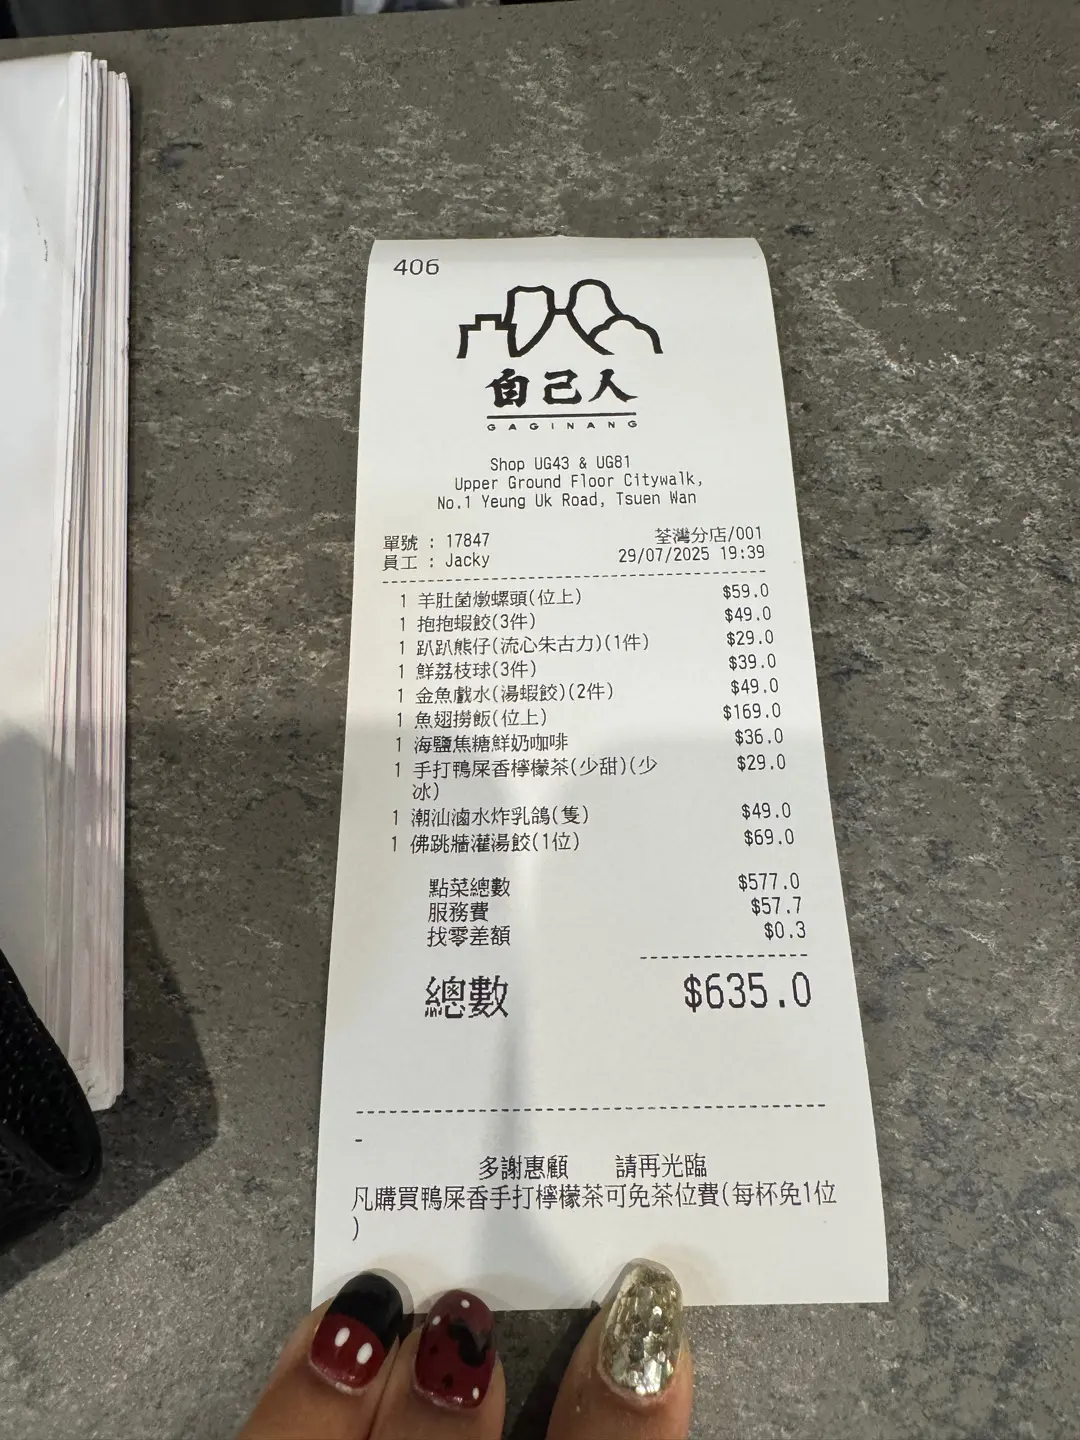 406
自己人
GAGINANG
Shop UG43 & UG81
Upper Ground Floor Citywalk,
No.1 Yeung Uk Road, Tsuen Wan
單號 : 17847 荃灣分店/001
員工 : Jacky 29/07/2025 19:39
1 羊肚菌燉螺頭(位上) $59.0
1 抱抱蝦餃(3件) $49.0
1 趴趴熊仔(流心朱古力)(1件) $29.0
1 鮮荔枝球(3件) $39.0
1 金魚戲水(湯蝦餃)(2件) $49.0
1 魚翅撈飯(位上) $169.0
1 海鹽焦糖鮮奶咖啡 $36.0
1 手打鴨屎香檸檬茶(少甜)(少 $29.0
冰)
1 潮汕滷水炸乳鴿(隻) $49.0
1 佛跳牆灌湯餃(1位) $69.0
點菜總數 $577.0
服務費 $57.7
找零差額 $0.3
總數 $635.0
-
多謝惠顧 請再光臨
凡購買鴨屎香手打檸檬茶可免茶位費(每杯免1位
)